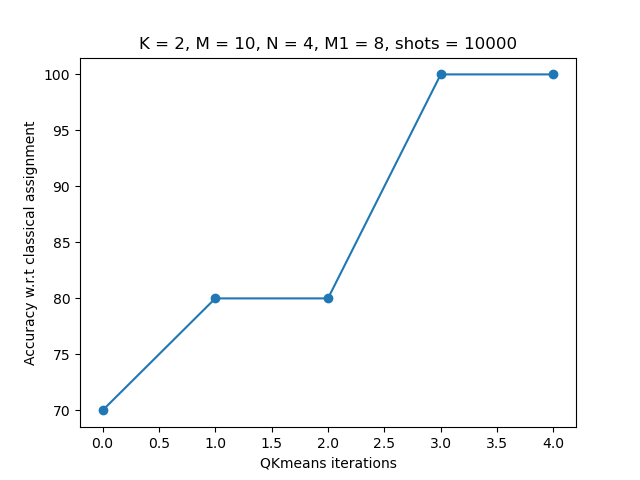 K = 2, M = 10, N = 4, M1 = 8, shots = 10000
100
95
90
85
80
75
70
Accuracy w.r.t classical assignment
0.0 0.5 1.0 1.5 2.0 2.5 3.0 3.5 4.0
QKmeans iterations